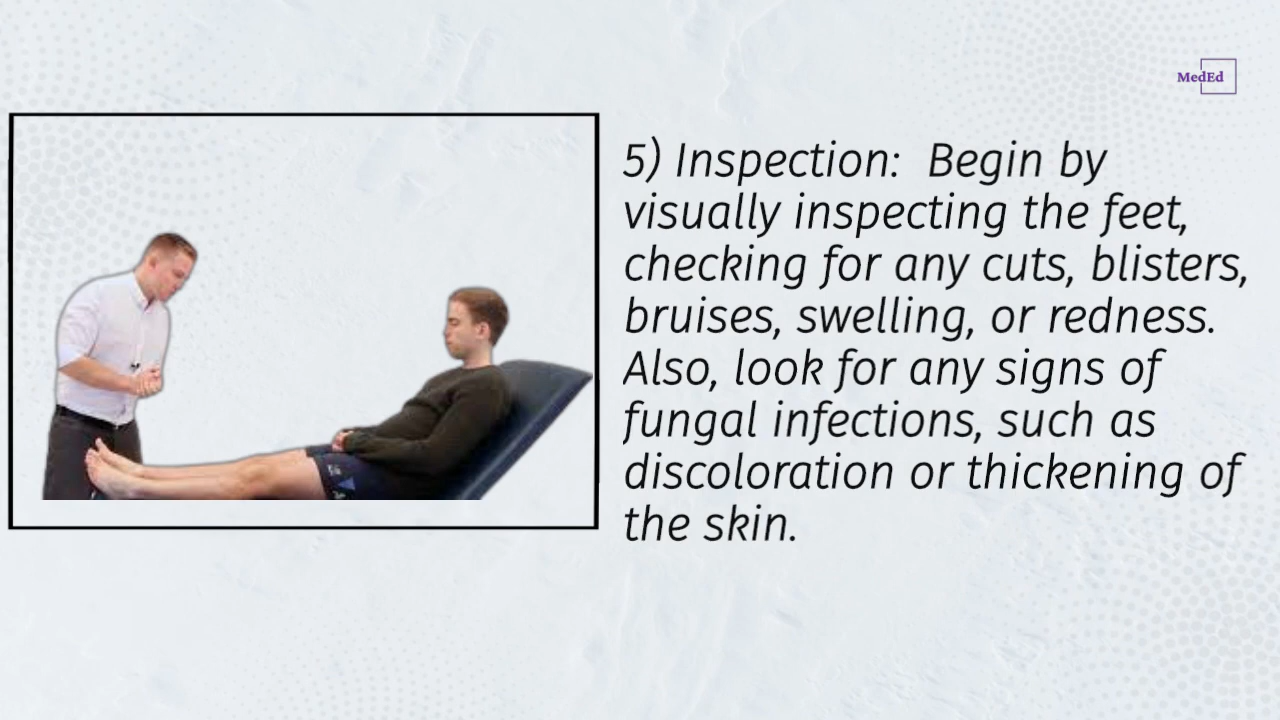 MedEd
5) Inspection:  Begin by
visually inspecting the feet,
checking for any cuts, blisters,
bruises, swelling, or redness.
Also, look for any signs of
fungal infections, such as
discoloration or thickening of
the skin.